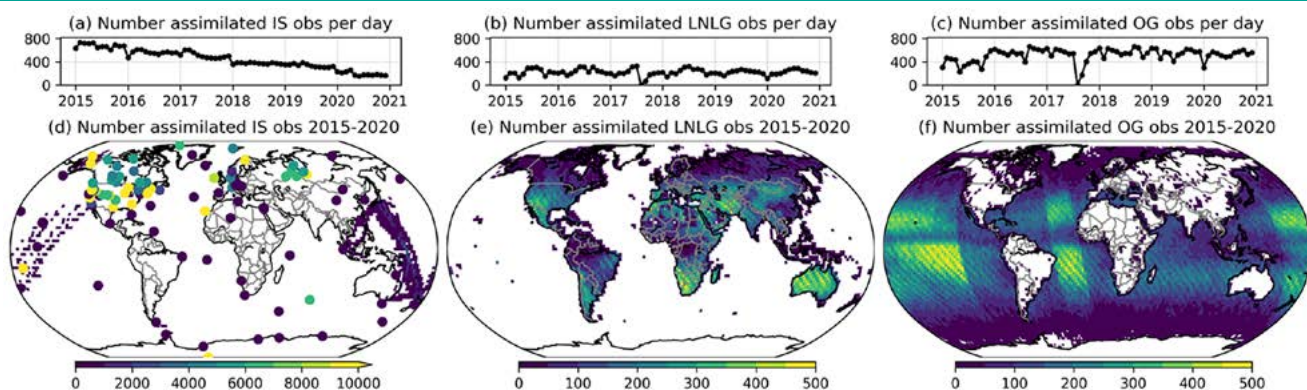 (a) Number assimilated IS obs per day
(b) Number assimilated LNLG obs per day
(c) Number assimilated OG obs per day
800
400
0
2015 2016 2017 2018 2019 2020 2021
800
400
0
2015 2016 2017 2018 2019 2020 2021
800
400
0
2015 2016 2017 2018 2019 2020 2021
(d) Number assimilated IS obs 2015-2020
(e) Number assimilated LNLG obs 2015-2020
(f) Number assimilated OG obs 2015-2020
0 2000 4000 6000 8000 10000
0 100 200 300 400 500
0 100 200 300 400 500